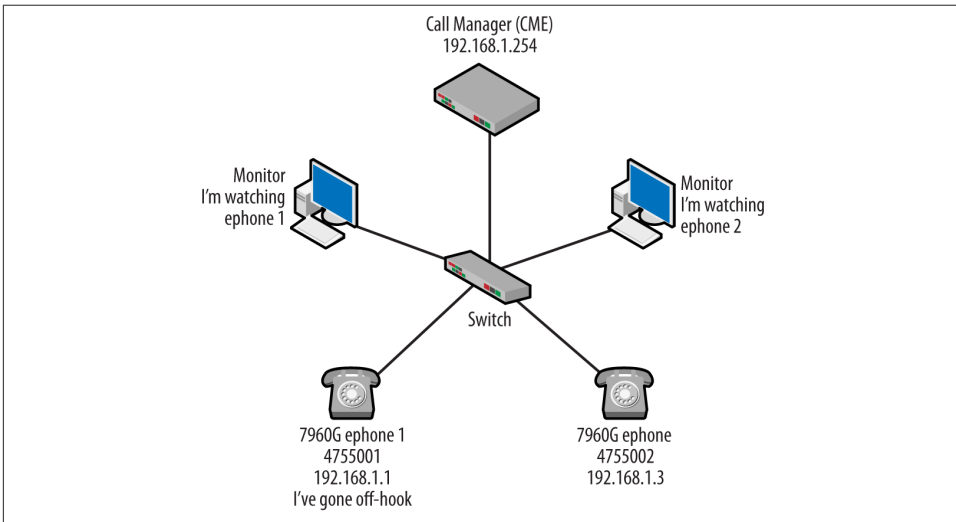 Call Manager (CME)
192.168.1.254
Monitor
I'm watching
ephone 1
Monitor
I'm watching
ephone 2
Switch
7960G ephone 1
4755001
192.168.1.1
I've gone off-hook
7960G ephone
4755002
192.168.1.3